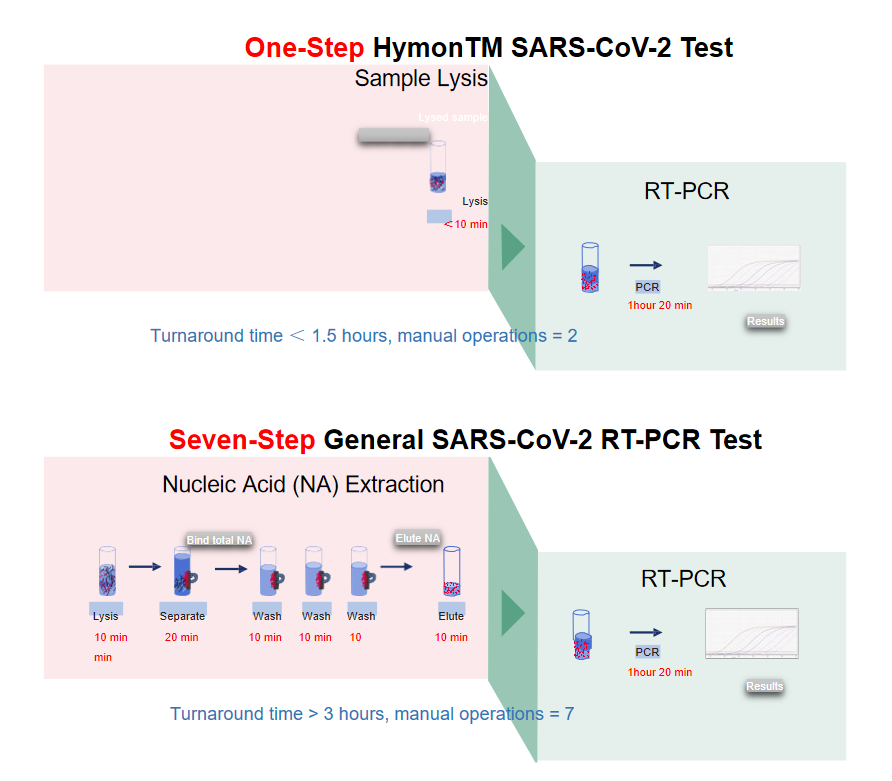 One-Step HymonTM SARS-CoV-2 Test
Sample Lysis
Lysed sample
Lysis
＜10 min
RT-PCR
PCR
1hour 20 min
Results
Turnaround time ＜ 1.5 hours, manual operations = 2
Seven-Step General SARS-CoV-2 RT-PCR Test
Nucleic Acid (NA) Extraction
Bind total NA
Elute NA
Lysis Separate Wash Wash Wash Elute
10 min 20 min 10 min 10 min 10 10 min
min
RT-PCR
PCR
1hour 20 min
Results
Turnaround time > 3 hours, manual operations = 7